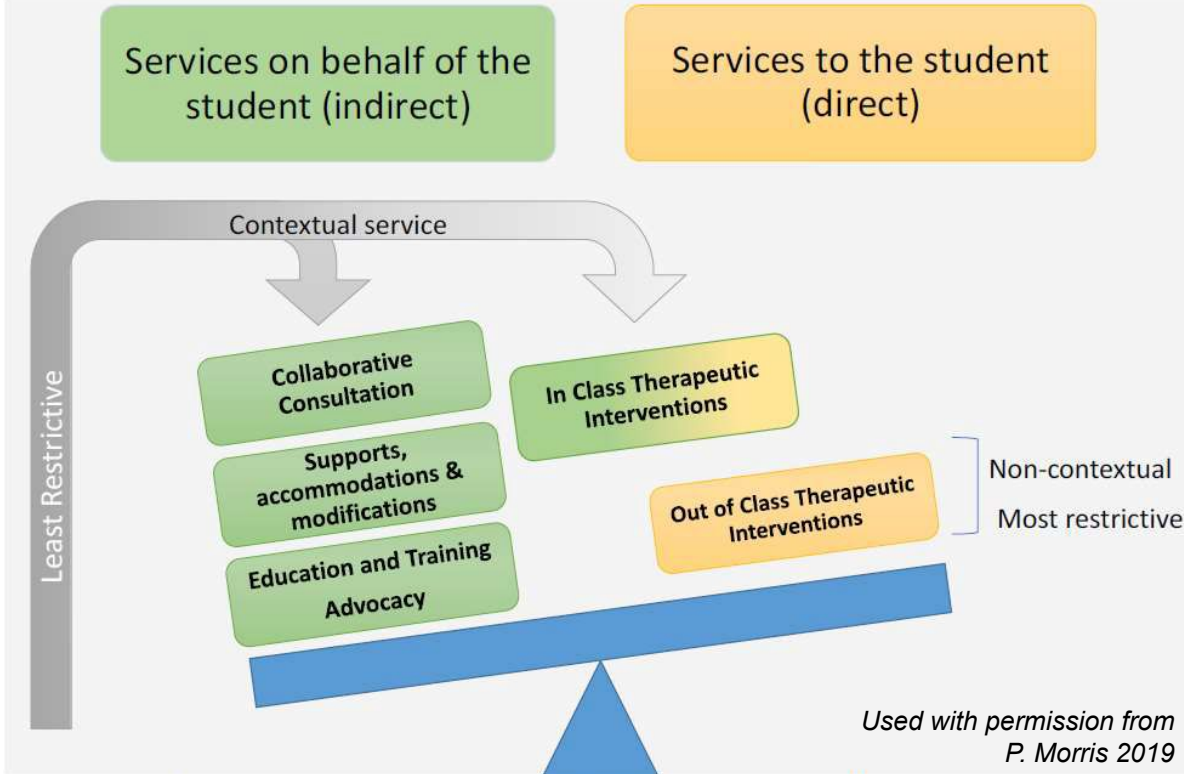 Services on behalf of the
student (indirect)
Services to the student
(direct)
Contextual service
Least Restrictive
Collaborative
Consultation
Supports,
accommodations &
modifications
Education and Training
Advocacy
In Class Therapeutic
Interventions
Out of Class Therapeutic
Interventions
Non-contextual
Most restrictive
Used with permission from
P. Morris 2019